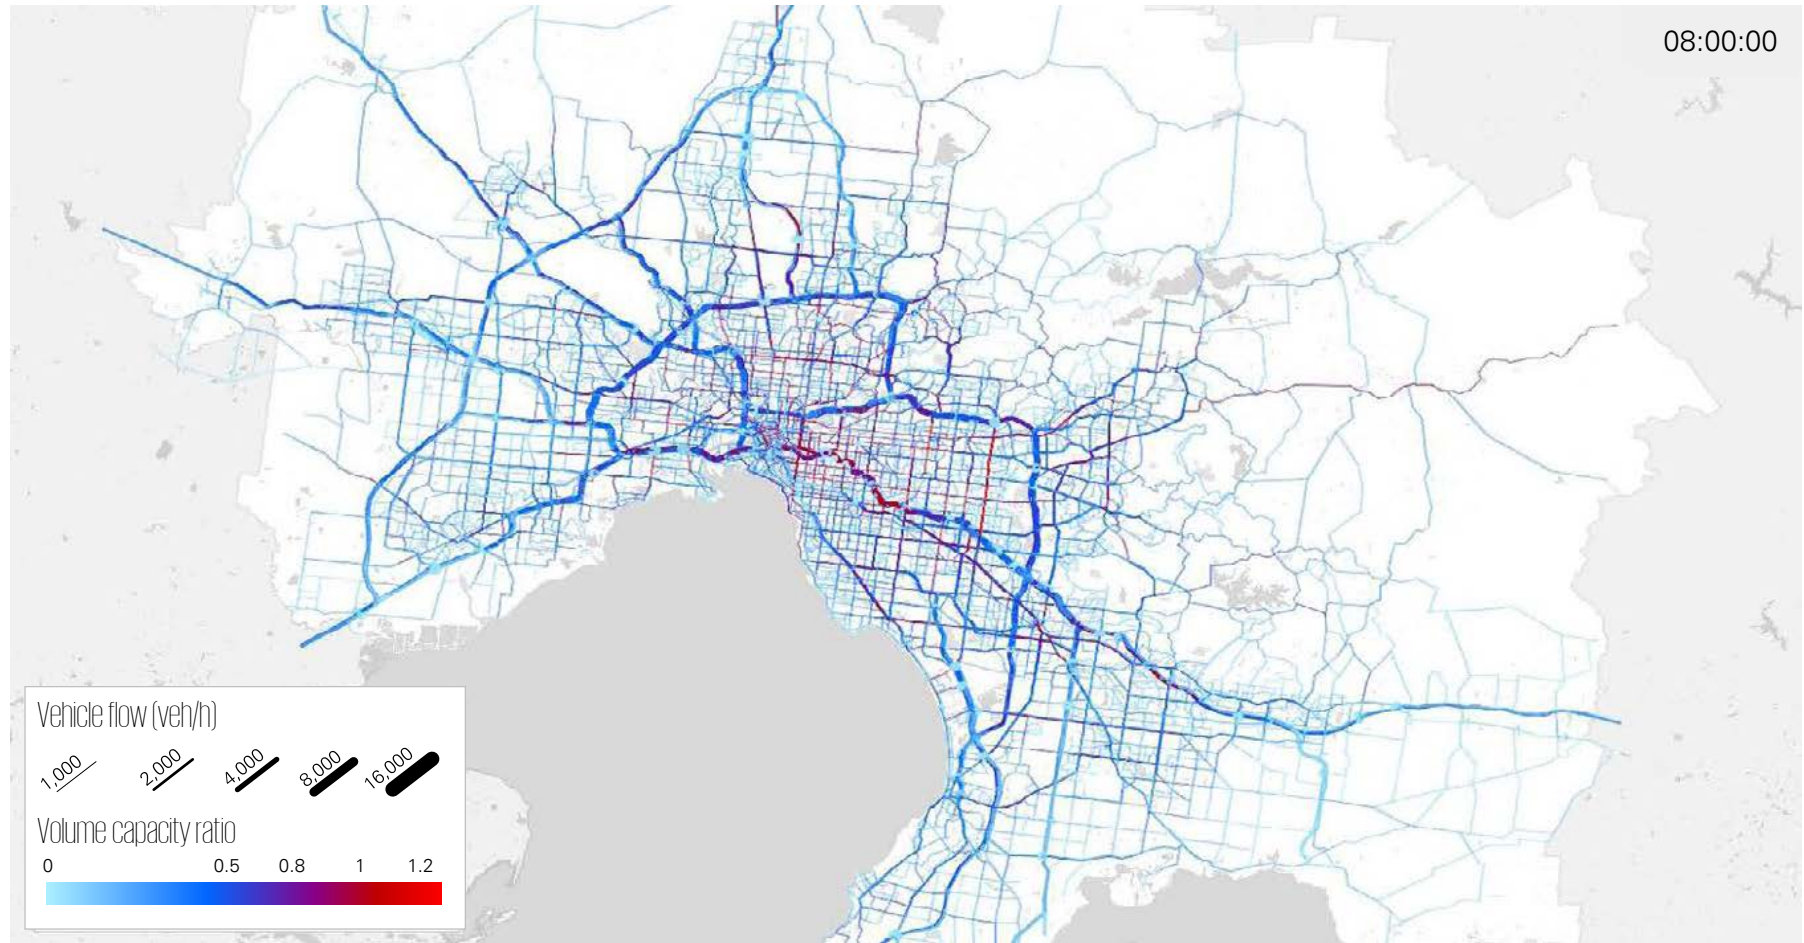 08:00:00
Vehicle flow (veh/h)
1,000 2,000 4,000 8,000 16,000
Volume capacity ratio
0 0.5 0.8 1 1.2